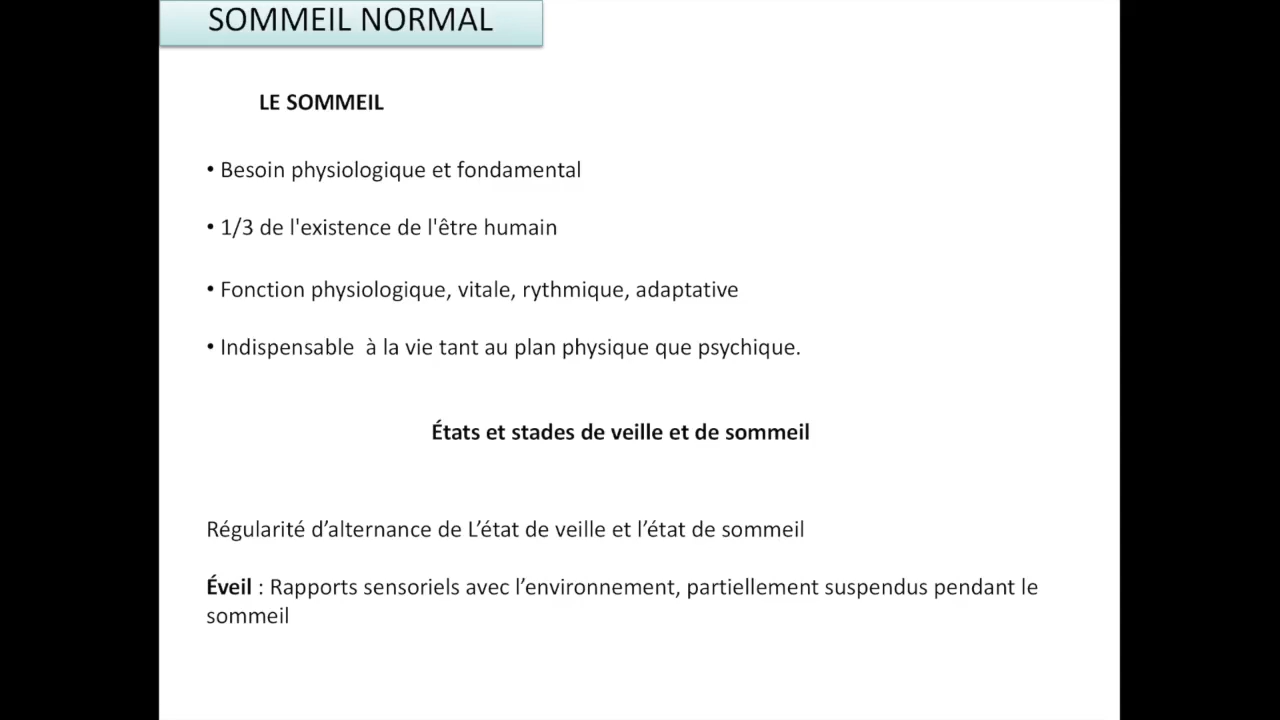 SOMMEIL NORMAL
LE SOMMEIL
• Besoin physiologique et fondamental
• 1/3 de l'existence de l'être humain
• Fonction physiologique, vitale, rythmique, adaptative
• Indispensable  à la vie tant au plan physique que psychique.
États et stades de veille et de sommeil
Régularité d’alternance de L’état de veille et l’état de sommeil
Éveil : Rapports sensoriels avec l’environnement, partiellement suspendus pendant le
sommeil